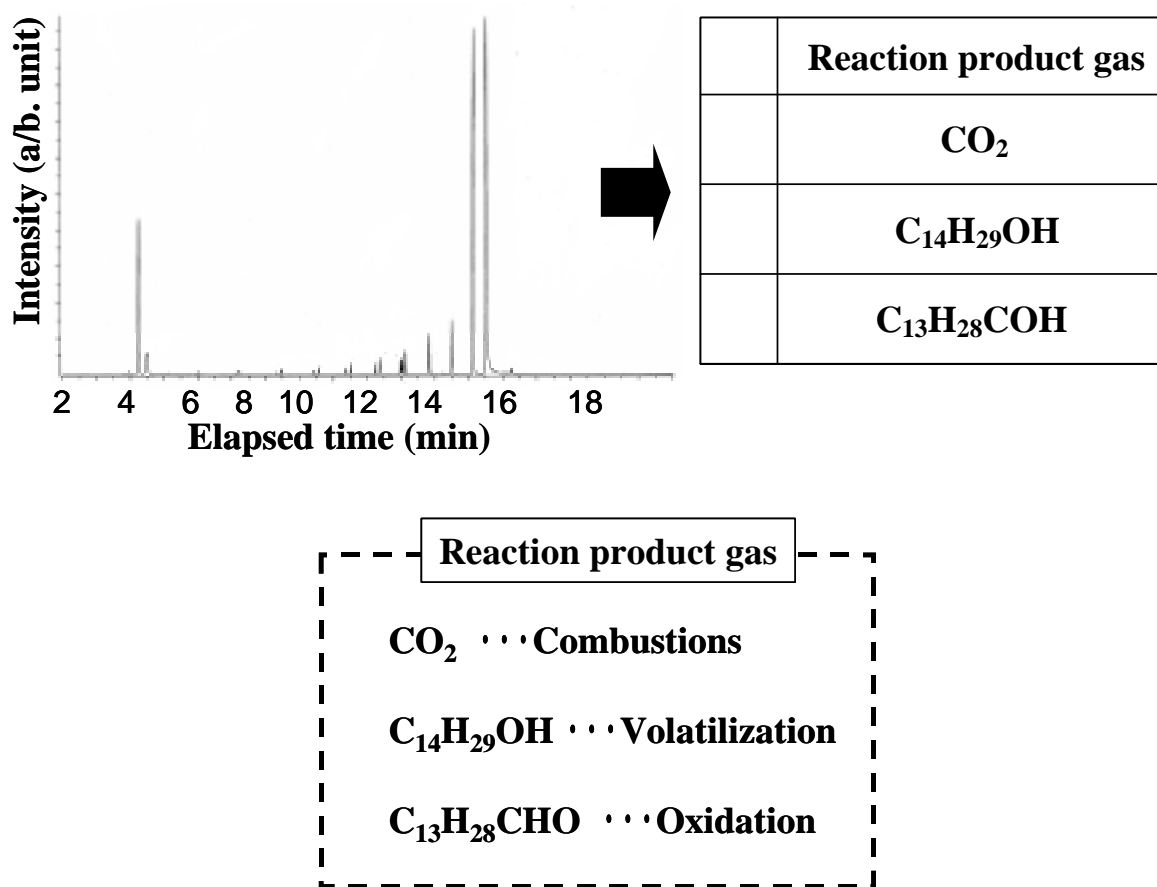 Intensity (a/b. unit)
2 4 6 8 10 12 14 16 18
Elapsed time (min)
Reaction product gas
CO₂
C₁₄H₂₉OH
C₁₃H₂₈COH
Reaction product gas
CO₂ ···Combustions
C₁₄H₂₉OH ···Volatilization
C₁₃H₂₈CHO ···Oxidation